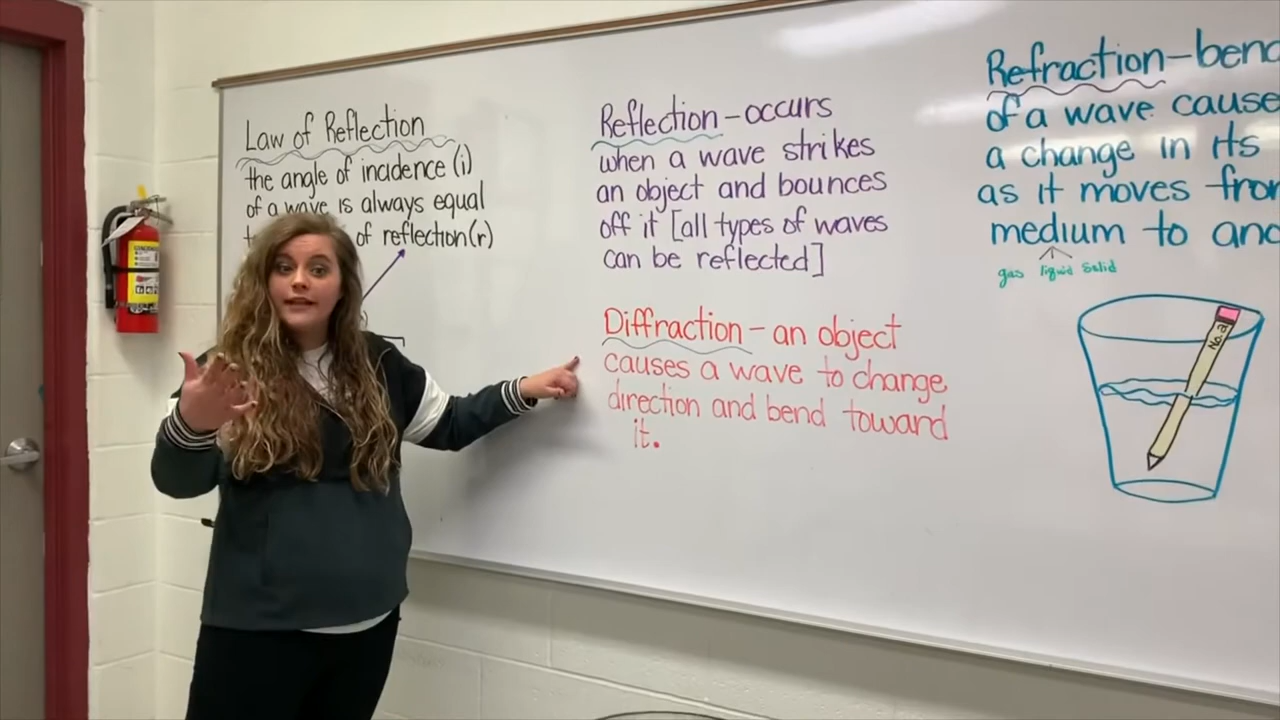 Law of Reflection
the angle of incidence (i)
of a wave is always equal
of reflection (r)
Reflection - occurs
when a wave strikes
an object and bounces
off it [all types of waves
can be reflected]
Diffraction - an object
causes a wave to change
direction and bend toward
it.
Refraction - bend
of a wave cause
a change in its
as it moves from
medium to
gas liquid solid
No. 2